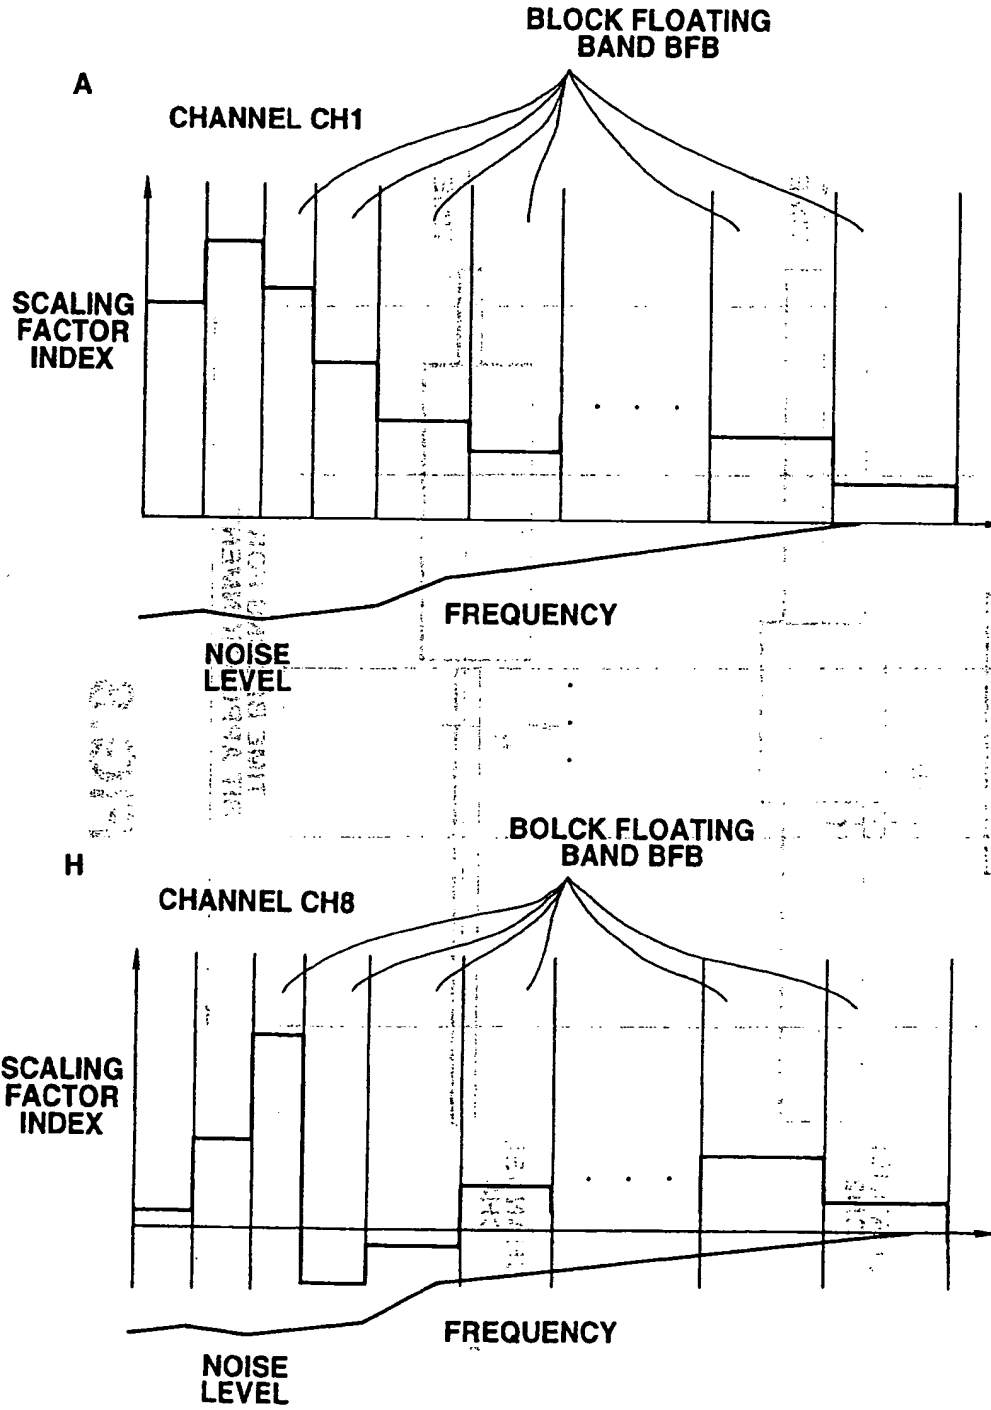 BLOCK FLOATING
BAND BFB
A
CHANNEL CH1
SCALING
FACTOR
INDEX
FREQUENCY
NOISE
LEVEL
BOLCK FLOATING
BAND BFB
H
CHANNEL CH8
SCALING
FACTOR
INDEX
FREQUENCY
NOISE
LEVEL